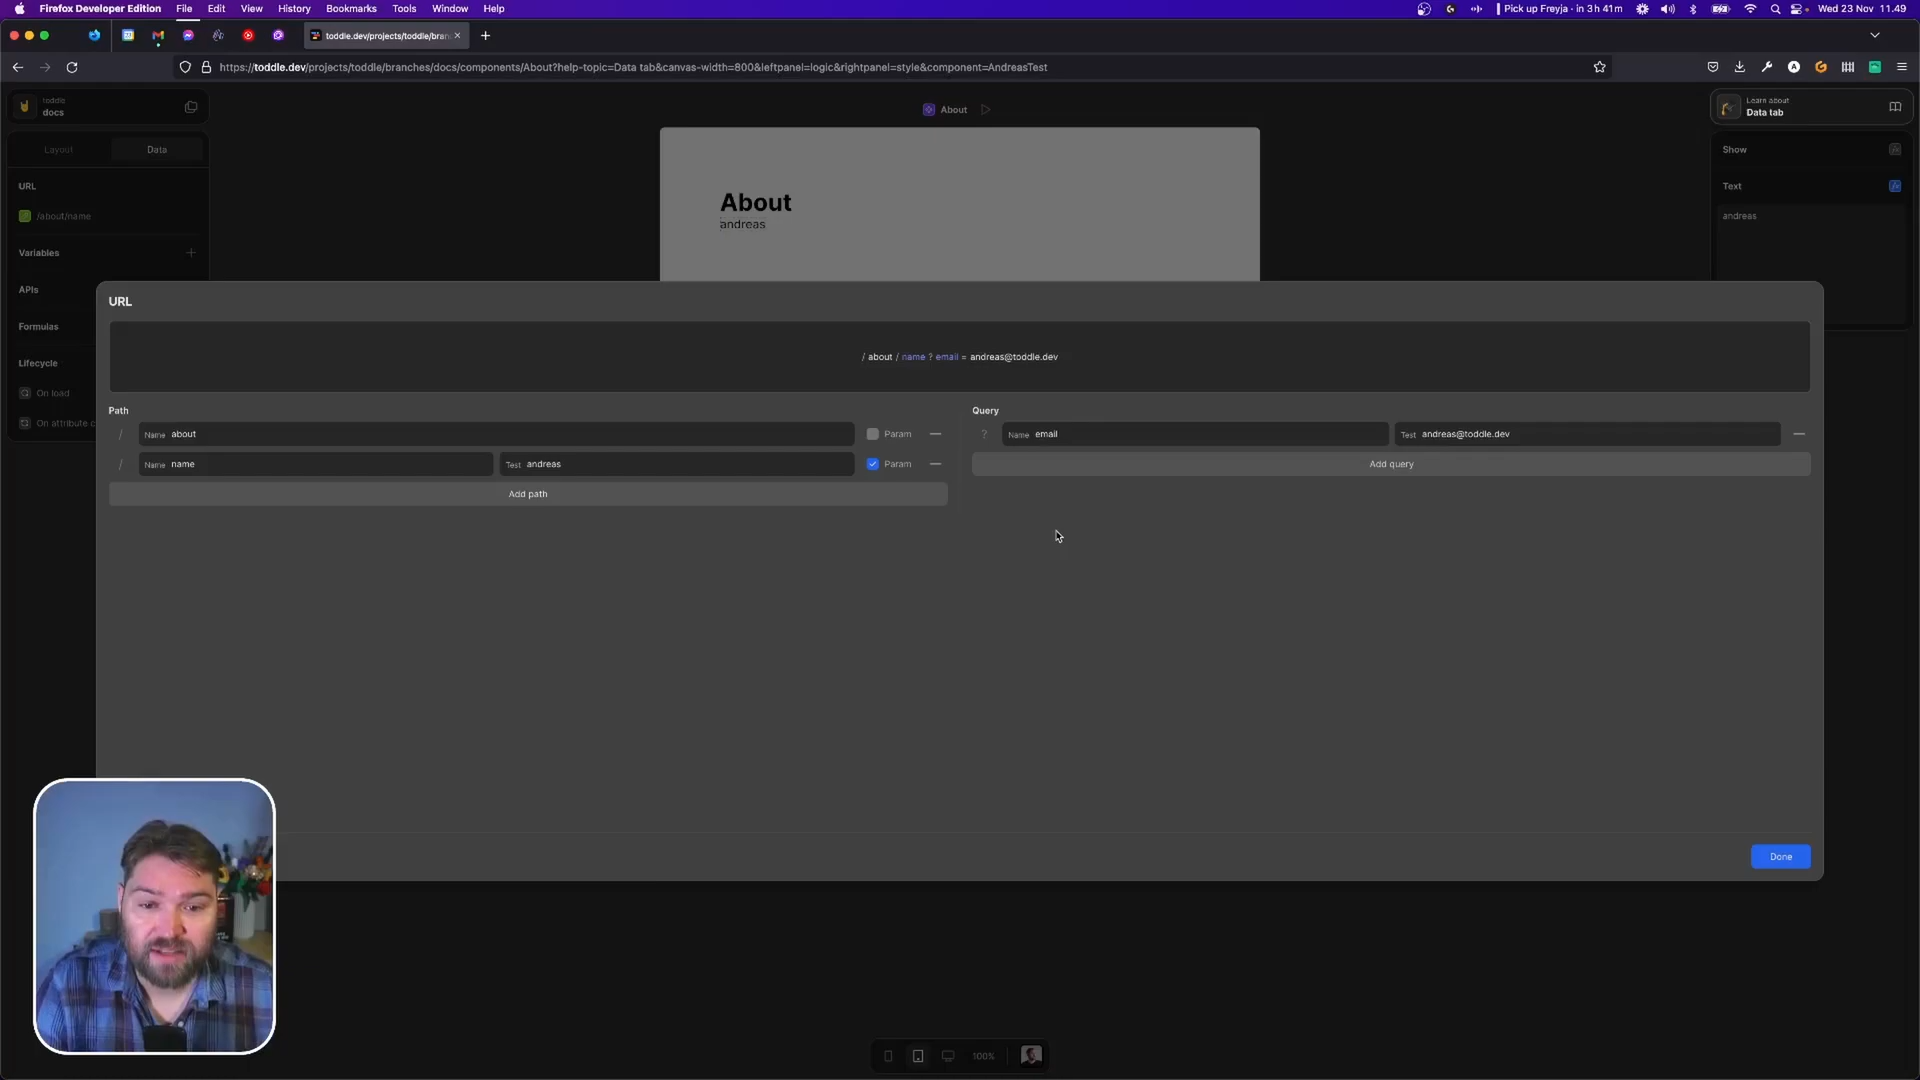 Firefox Developer Edition File Edit View History Bookmarks Tools Window Help
Pick up Freyja · in 3 h 41 m
Wed 23 Nov 11.49
toddle.dev/projects/toddle/bran
https://toddle.dev/projects/toddle/branches/docs/components/About?help-topic=Data tab&canvas-width=800&leftpanel=logic&rightpanel=style&component=AndreasTest
toddle
docs
About
Learn about
Data tab
Layout
Data
Show
URL
Text
/about/name
andreas
About
andreas
Variables
APIs
Formulas
Lifecycle
On load
On attribute c
URL
/ about / name ? email = andreas@toddle.dev
Path
Query
/ Name about Param
? Name email Test andreas@toddle.dev
/ Name name Test andreas Param
Add query
Add path
Done
100%